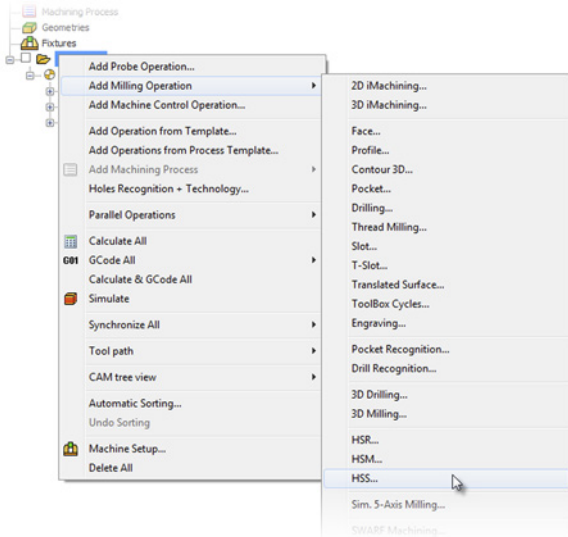 Machining Process
Geometries
Fixtures
Add Probe Operation...
Add Milling Operation
Add Machine Control Operation...
Add Operation from Template...
Add Operations from Process Template...
Add Machining Process
Holes Recognition + Technology...
Parallel Operations
Calculate All
G01 GCode All
Calculate & GCode All
Simulate
Synchronize All
Tool path
CAM tree view
Automatic Sorting...
Undo Sorting
Machine Setup...
Delete All
2D iMachining...
3D iMachining...
Face...
Profile...
Contour 3D...
Pocket...
Drilling...
Thread Milling...
Slot...
T-Slot...
Translated Surface...
ToolBox Cycles...
Engraving...
Pocket Recognition...
Drill Recognition...
3D Drilling...
3D Milling...
HSR...
HSM...
HSS...
Sim. 5-Axis Milling...
SWARF Machining...